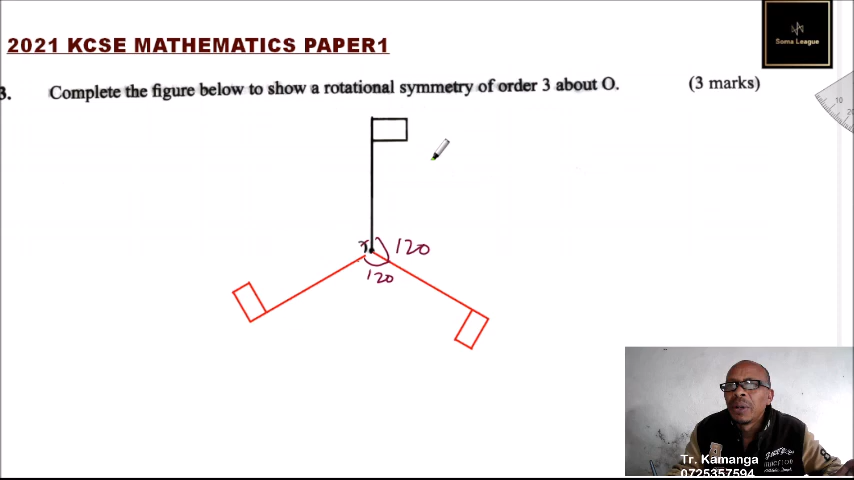 2021 KCSE MATHEMATICS PAPER1
Soma League
3. Complete the figure below to show a rotational symmetry of order 3 about O. (3 marks)
10
120
120
Tr. Kamanga
0725357594